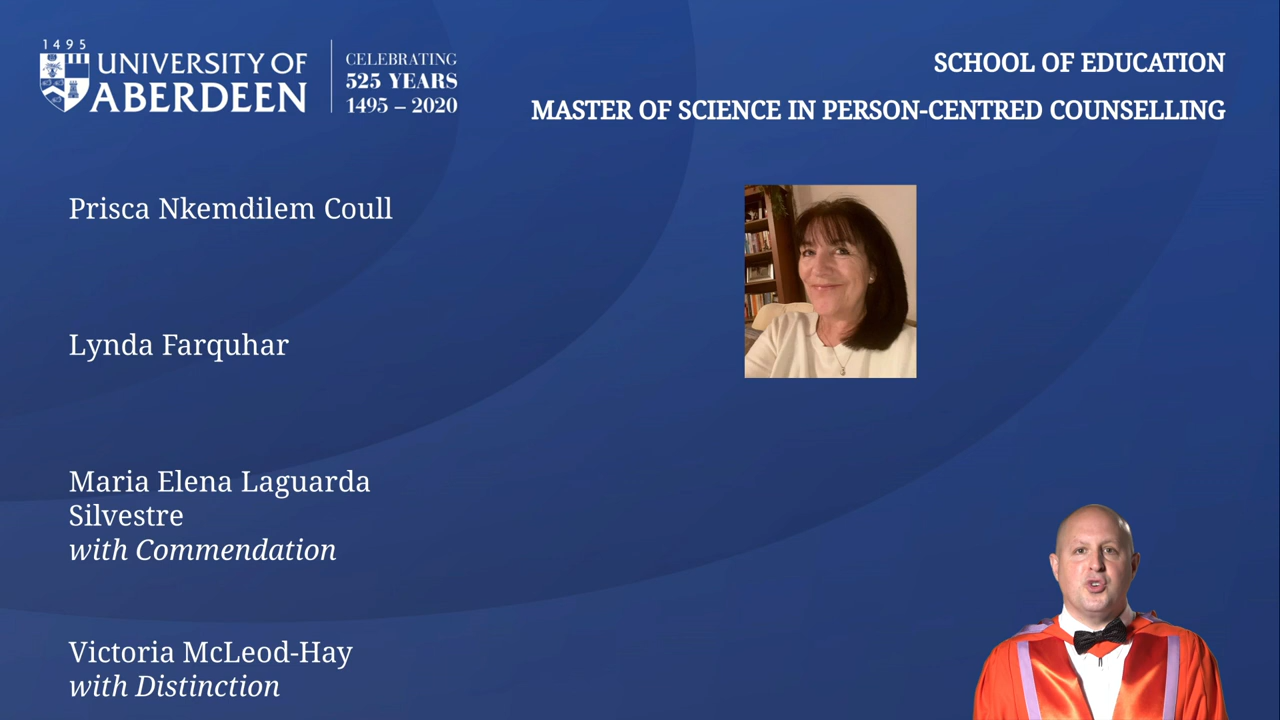 1495
UNIVERSITY OF
ABERDEEN
CELEBRATING
525 YEARS
1495 – 2020
SCHOOL OF EDUCATION
MASTER OF SCIENCE IN PERSON-CENTRED COUNSELLING
Prisca Nkemdilem Coull
Lynda Farquhar
Maria Elena Laguarda
Silvestre
with Commendation
Victoria McLeod-Hay
with Distinction